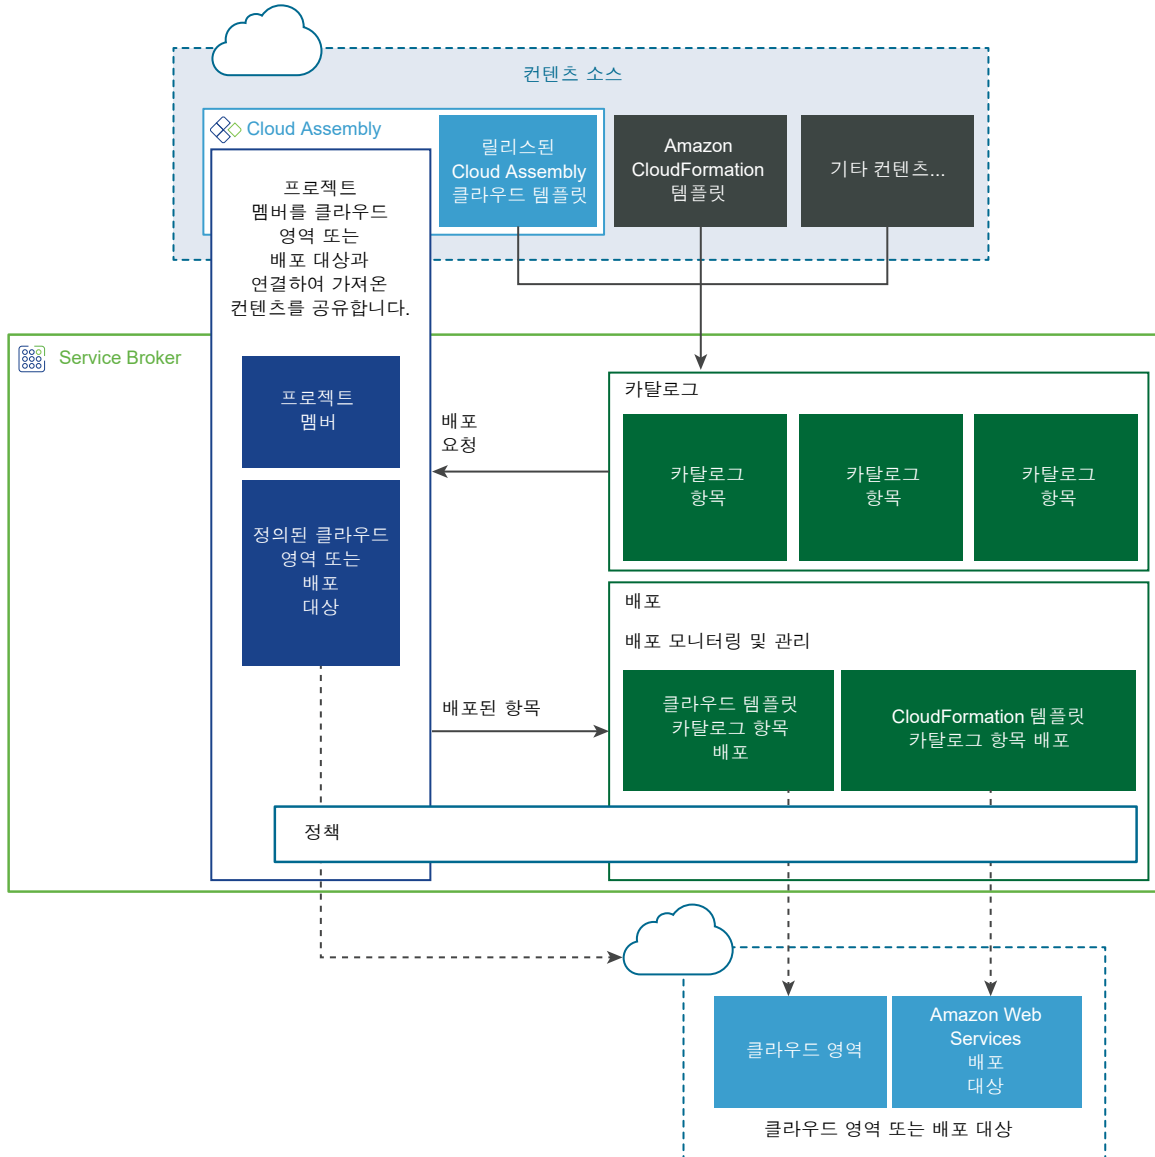 컨텐츠 소스
Cloud Assembly
릴리스된
Cloud Assembly
클라우드 템플릿
Amazon
CloudFormation
템플릿
기타 컨텐츠...
프로젝트
멤버를 클라우드
영역 또는
배포 대상과
연결하여 가져온
컨텐츠를 공유합니다.
Service Broker
프로젝트
멤버
정의된 클라우드
영역 또는
배포
대상
배포
요청
카탈로그
카탈로그
항목
카탈로그
항목
카탈로그
항목
배포
배포 모니터링 및 관리
배포된 항목
클라우드 템플릿
카탈로그 항목
배포
CloudFormation 템플릿
카탈로그 항목 배포
정책
클라우드 영역
Amazon Web
Services
배포
대상
클라우드 영역 또는 배포 대상